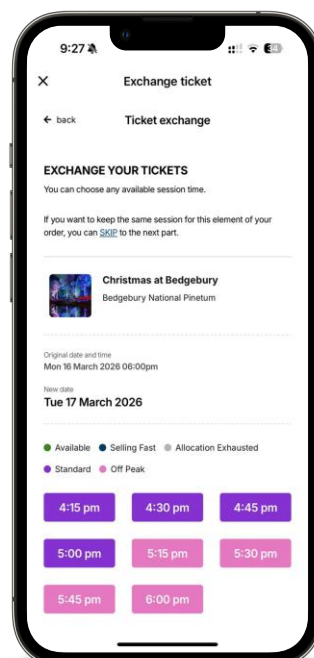 9:27
Exchange ticket
← back Ticket exchange
EXCHANGE YOUR TICKETS
You can choose any available session time.
If you want to keep the same session for this element of your
order, you can SKIP to the next part.
Christmas at Bedgebury
Bedgebury National Pinetum
Original date and time
Mon 16 March 2026 06:00pm
New date
Tue 17 March 2026
Available Selling Fast Allocation Exhausted
Standard Off Peak
4:15 pm 4:30 pm 4:45 pm
5:00 pm 5:15 pm 5:30 pm
5:45 pm 6:00 pm